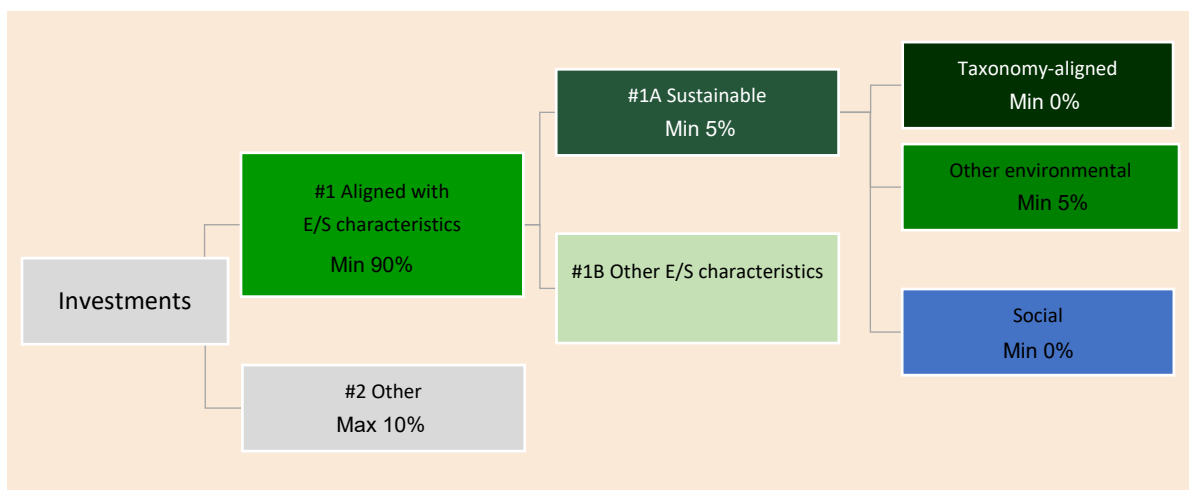 Investments
#1 Aligned with
E/S characteristics
Min 90%
#2 Other
Max 10%
#1A Sustainable
Min 5%
#1B Other E/S characteristics
Taxonomy-aligned
Min 0%
Other environmental
Min 5%
Social
Min 0%